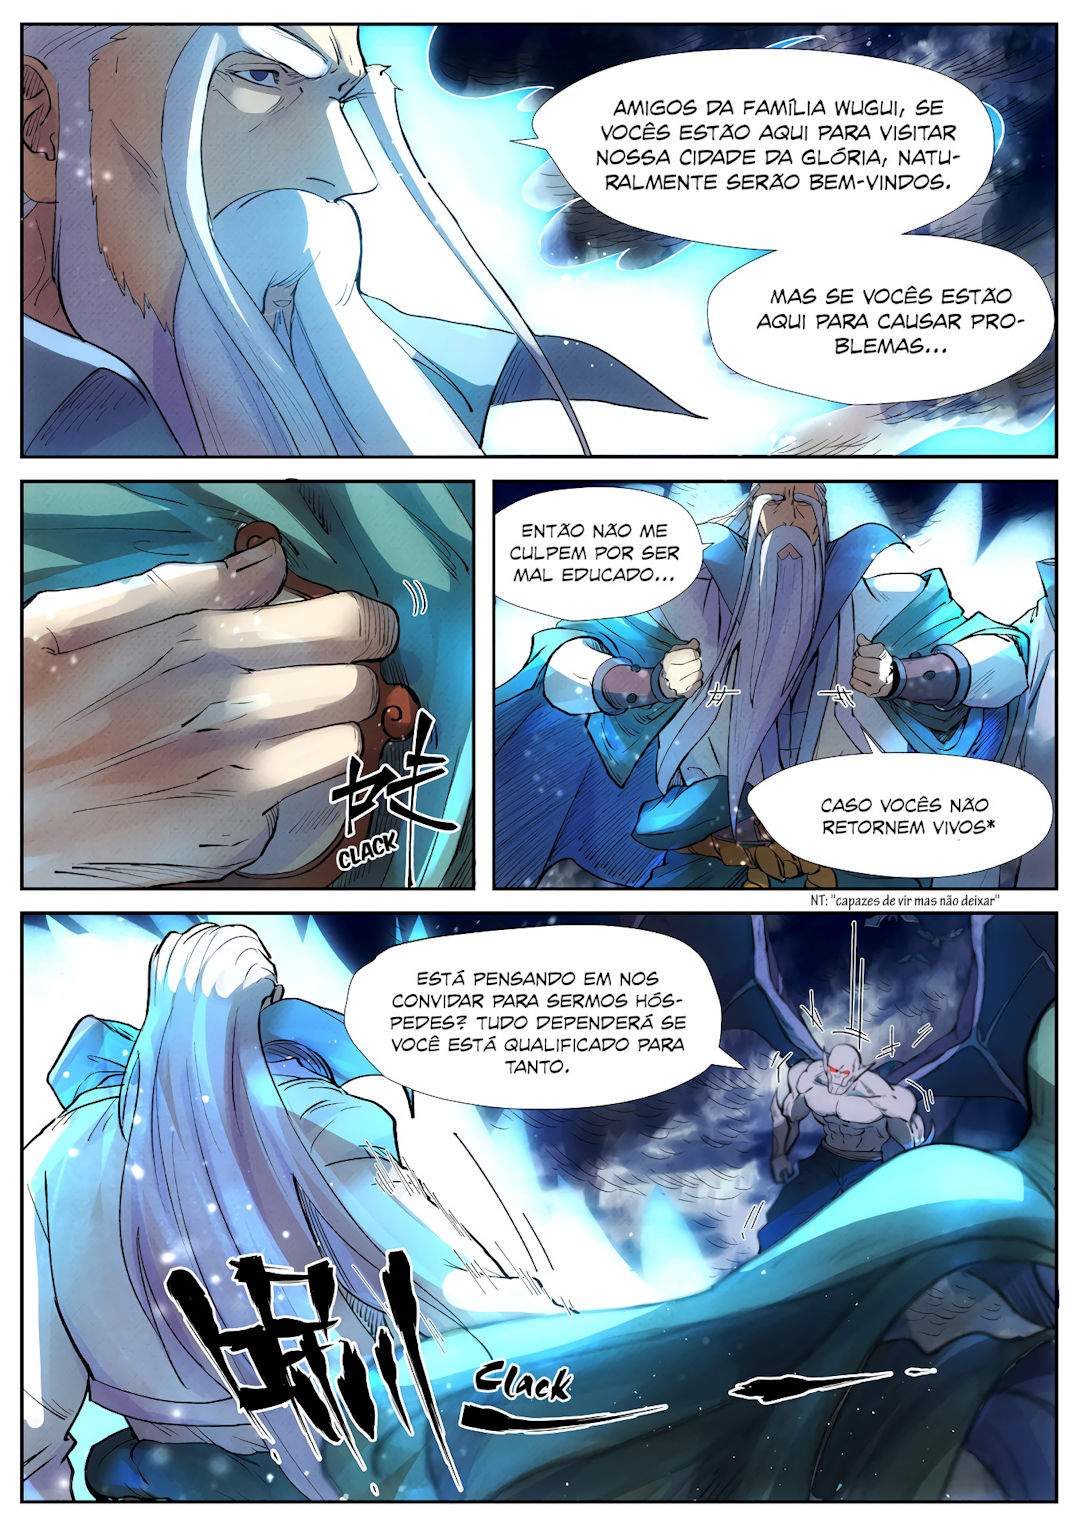 AMIGOS DA FAMÍLIA WUGUI, SE
VOCÊS ESTÃO AQUI PARA VISITAR
NOSSA CIDADE DA GLÓRIA, NATU-
RALMENTE SERÃO BEM-VINDOS.
MAS SE VOCÊS ESTÃO
AQUI PARA CAUSAR PRO-
BLEMAS...
CLACK
ENTÃO NÃO ME
CULPEM POR SER
MAL EDUCADO...
CASO VOCÊS NÃO
RETORNEM VIVOS*
NT: "capazes de vir mas não deixar"
ESTÁ PENSANDO EM NOS
CONVIDAR PARA SERMOS HÓS-
PEDES? TUDO DEPENDERÁ SE
VOCÊ ESTÁ QUALIFICADO PARA
TANTO.
Clack